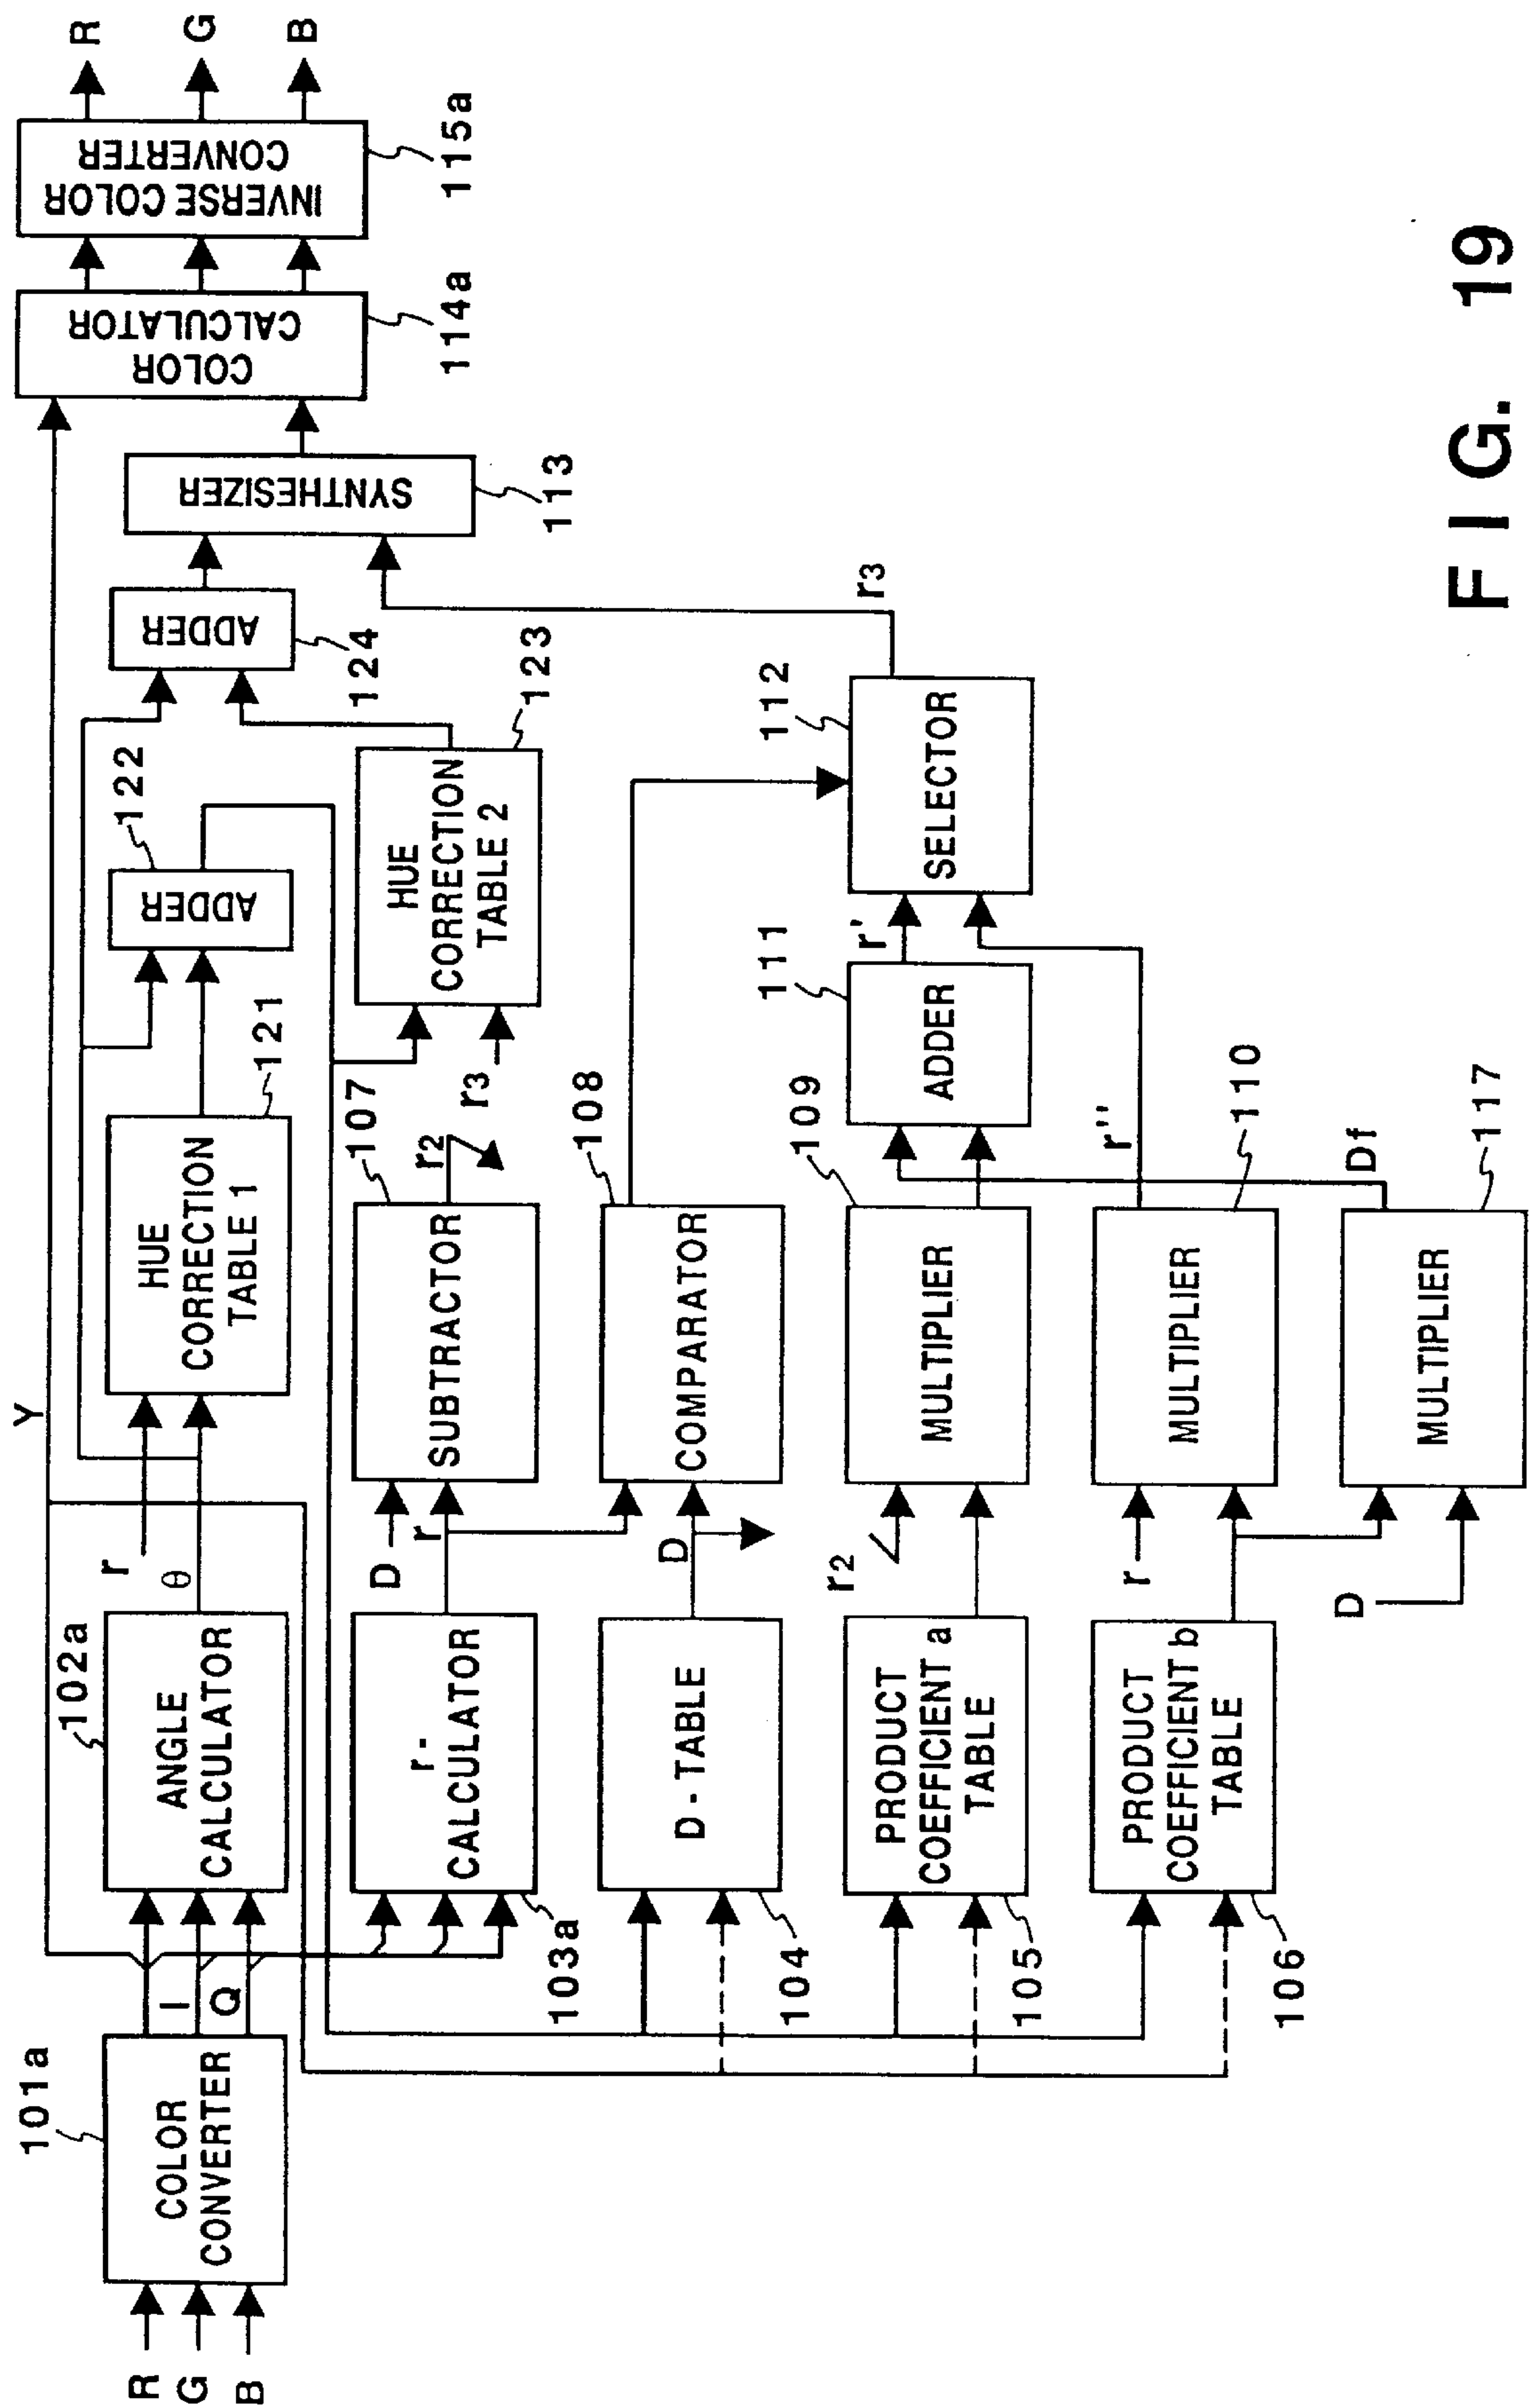 R
G
B
101a
COLOR
CONVERTER
I
Q
Y
102a
ANGLE
CALCULATOR
r
θ
HUE
CORRECTION
TABLE 1
121
ADDER
122
ADDER
124
SYNTHESIZER
113
COLOR
CALCULATOR
114a
INVERSE COLOR
CONVERTER
115a
R
G
B
r-
CALCULATOR
103a
D
r
SUBTRACTOR
107
r2
r3
HUE
CORRECTION
TABLE 2
123
D-TABLE
104
D
COMPARATOR
108
PRODUCT
COEFFICIENT a
TABLE
105
r2
MULTIPLIER
109
ADDER
111
r'
SELECTOR
112
r3
PRODUCT
COEFFICIENT b
TABLE
106
r
MULTIPLIER
110
r''
D
MULTIPLIER
117
Df
FIG. 19